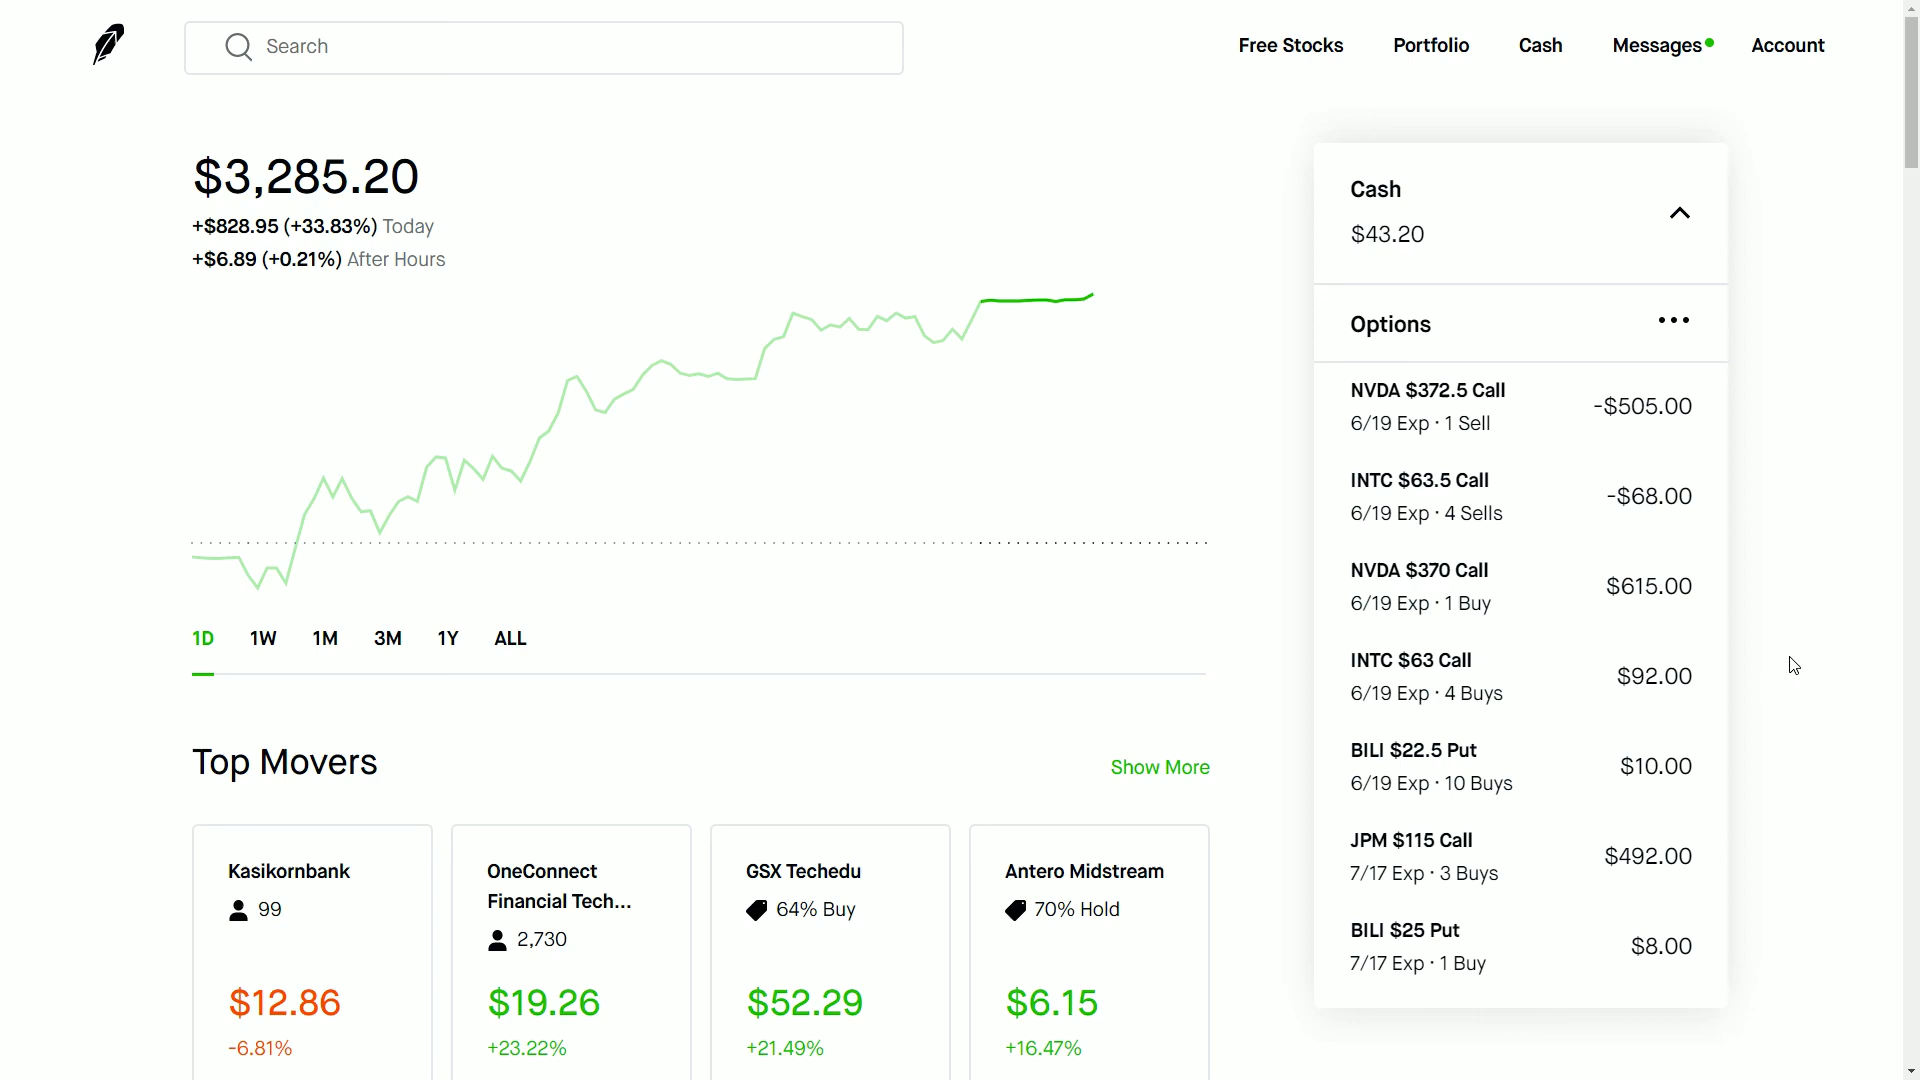 Search
Free Stocks
Portfolio
Cash
Messages
Account
$3,285.20
+$828.95 (+33.83%) Today
+$6.89 (+0.21%) After Hours
1D
1W
1M
3M
1Y
ALL
Top Movers
Show More
Kasikornbank
99
$12.86
-6.81%
OneConnect
Financial Tech...
2,730
$19.26
+23.22%
GSX Techedu
64% Buy
$52.29
+21.49%
Antero Midstream
70% Hold
$6.15
+16.47%
Cash
$43.20
Options
NVDA $372.5 Call
6/19 Exp · 1 Sell
-$505.00
INTC $63.5 Call
6/19 Exp · 4 Sells
-$68.00
NVDA $370 Call
6/19 Exp · 1 Buy
$615.00
INTC $63 Call
6/19 Exp · 4 Buys
$92.00
BILI $22.5 Put
6/19 Exp · 10 Buys
$10.00
JPM $115 Call
7/17 Exp · 3 Buys
$492.00
BILI $25 Put
7/17 Exp · 1 Buy
$8.00